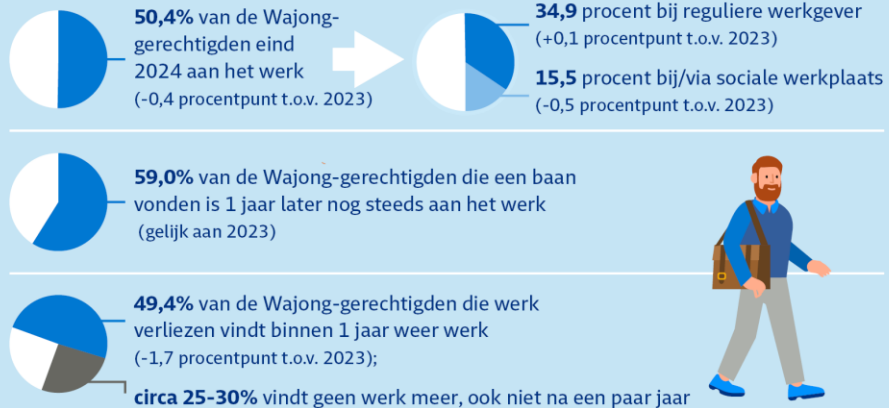 50,4% van de Wajong-
gerechtigden eind
2024 aan het werk
(-0,4 procentpunt t.o.v. 2023)
34,9 procent bij reguliere werkgever
(+0,1 procentpunt t.o.v. 2023)
15,5 procent bij/via sociale werkplaats
(-0,5 procentpunt t.o.v. 2023)
59,0% van de Wajong-gerechtigden die een baan
vonden is 1 jaar later nog steeds aan het werk
(gelijk aan 2023)
49,4% van de Wajong-gerechtigden die werk
verliezen vindt binnen 1 jaar weer werk
(-1,7 procentpunt t.o.v. 2023);
circa 25-30% vindt geen werk meer, ook niet na een paar jaar